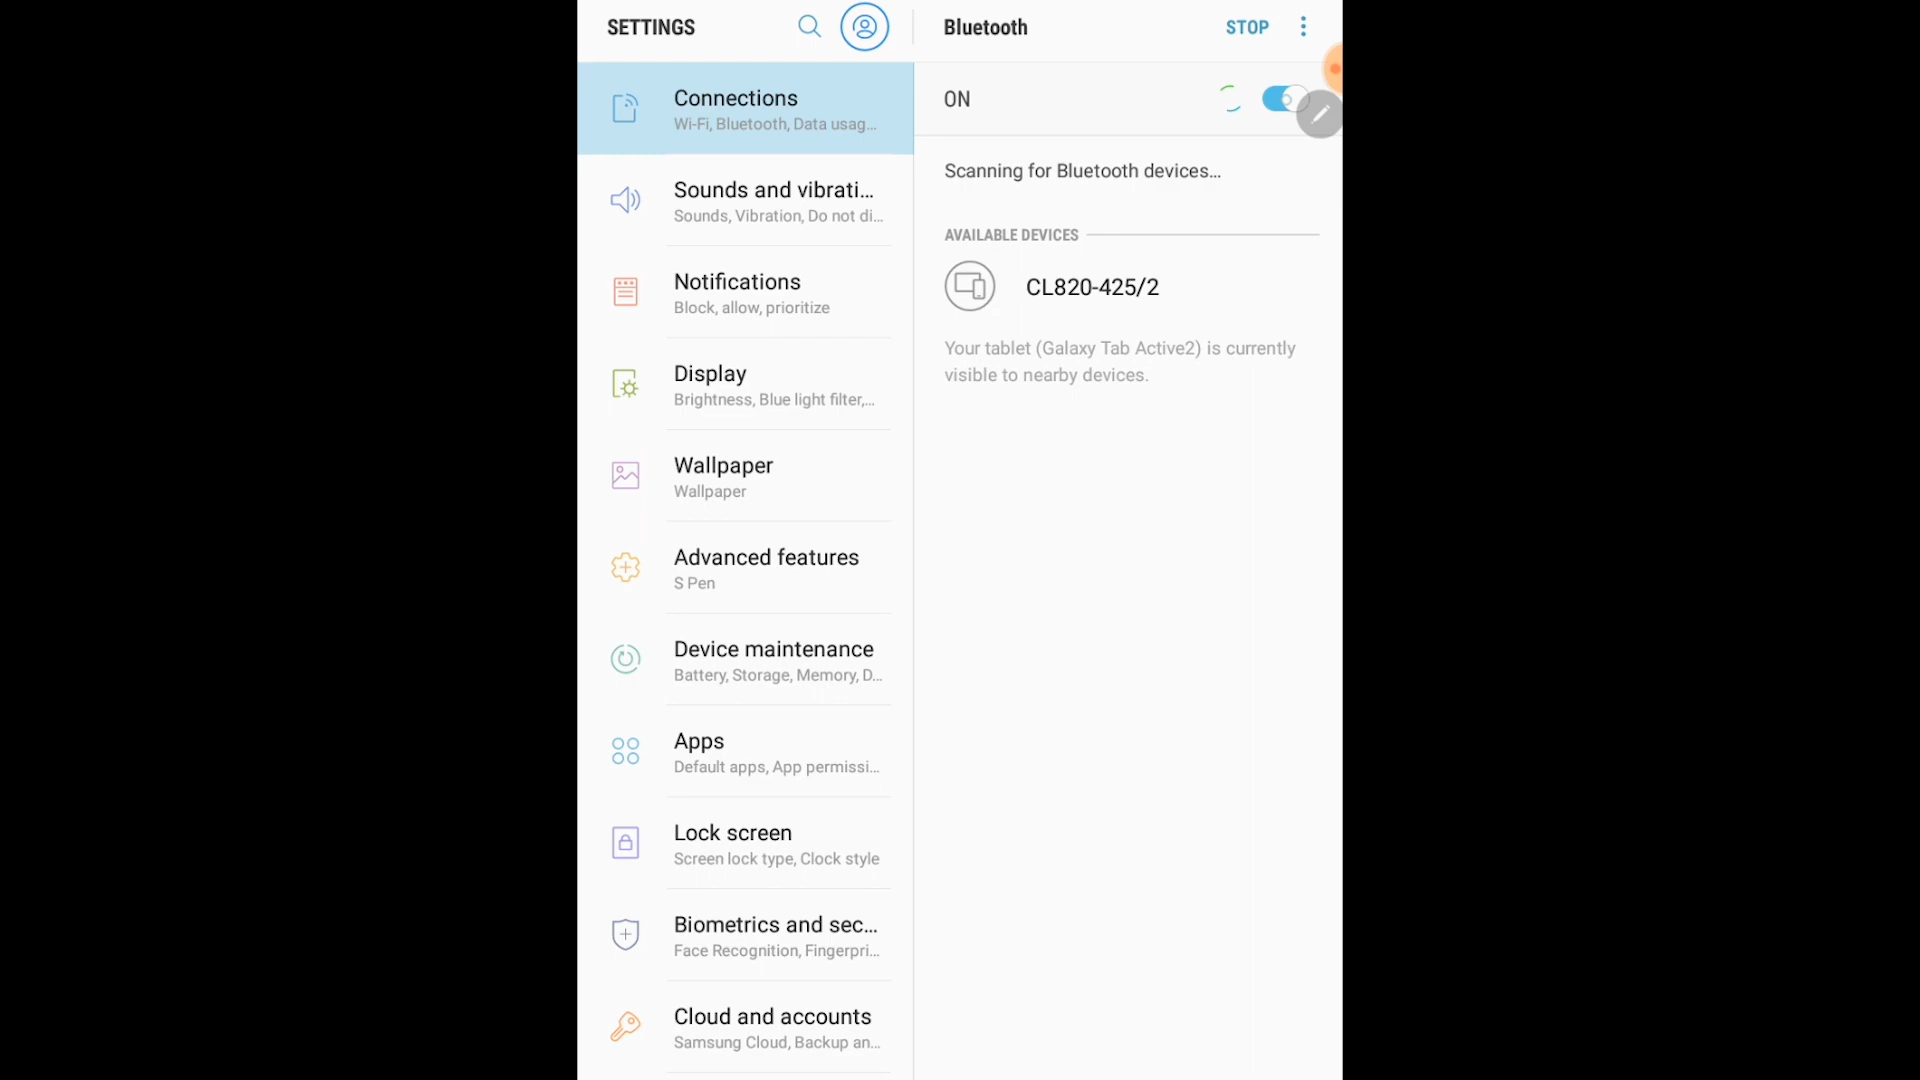 SETTINGS
Connections
Wi-Fi, Bluetooth, Data usag...
Sounds and vibrati...
Sounds, Vibration, Do not di...
Notifications
Block, allow, prioritize
Display
Brightness, Blue light filter,...
Wallpaper
Wallpaper
Advanced features
S Pen
Device maintenance
Battery, Storage, Memory, D...
Apps
Default apps, App permissi...
Lock screen
Screen lock type, Clock style
Biometrics and sec...
Face Recognition, Fingerpri...
Cloud and accounts
Samsung Cloud, Backup an...
Bluetooth
STOP
ON
Scanning for Bluetooth devices...
AVAILABLE DEVICES
CL820-425/2
Your tablet (Galaxy Tab Active2) is currently
visible to nearby devices.